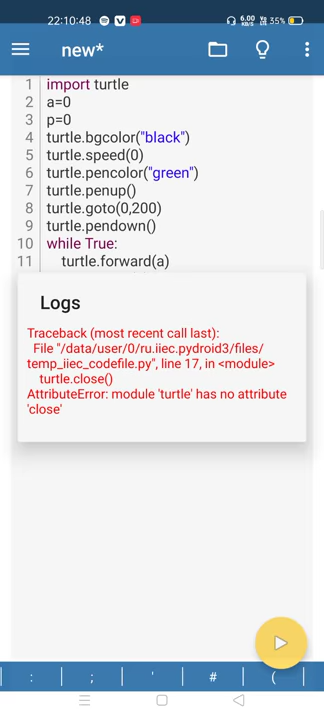 22:10:48 6.00 KB/S 35%
new*
1 import turtle
2 a=0
3 p=0
4 turtle.bgcolor("black")
5 turtle.speed(0)
6 turtle.pencolor("green")
7 turtle.penup()
8 turtle.goto(0,200)
9 turtle.pendown()
10 while True:
11 turtle.forward(a)
Logs
Traceback (most recent call last):
File "/data/user/0/ru.iiec.pydroid3/files/
temp_iiec_codefile.py", line 17, in <module>
turtle.close()
AttributeError: module 'turtle' has no attribute
'close'
: ; ' # (